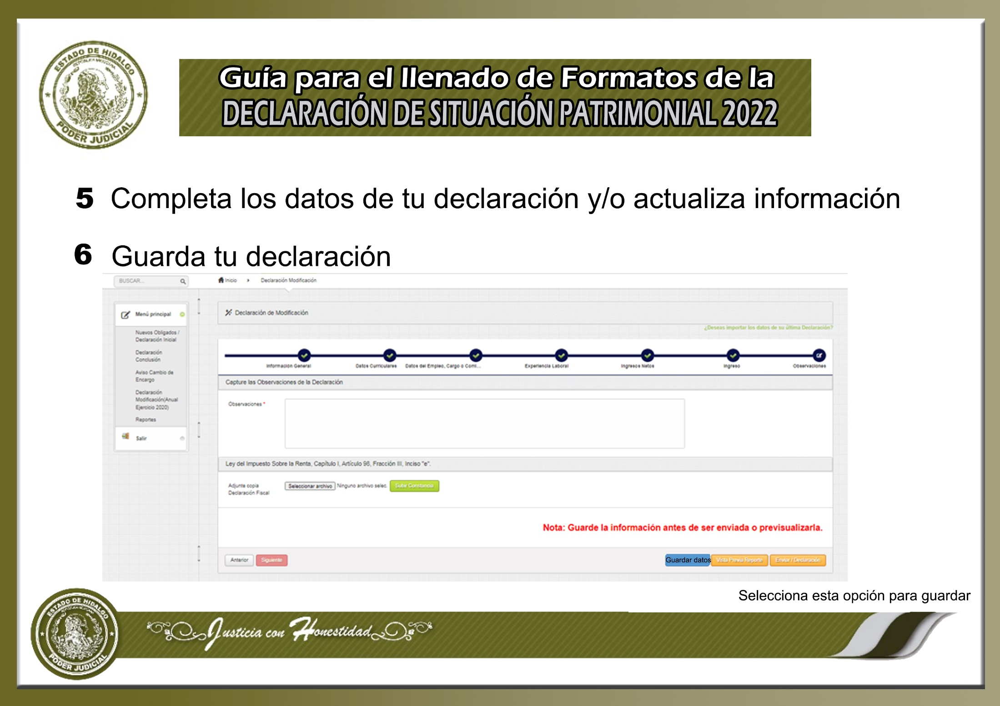 ESTADO DE HIDALGO
PODER JUDICIAL
Guía para el llenado de Formatos de la
DECLARACIÓN DE SITUACIÓN PATRIMONIAL 2022
5 Completa los datos de tu declaración y/o actualiza información
6 Guarda tu declaración
BUSCAR...
Inicio
Declaración Modificación
Menú principal
Nuevos Obligados /
Declaración Inicial
Declaración
Conclusión
Aviso Cambio de
Encargo
Declaración
Modificación(Anual
Ejercicio 2020)
Reportes
Salir
Declaración de Modificación
¿Deseas importar los datos de su última Declaración?
Informacion General
Datos Curriculares
Datos del Empleo, Cargo o Comi...
Experiencia Laboral
Ingresos Netos
Ingreso
Observaciones
Capture las Observaciones de la Declaración
Observaciones *
Ley del Impuesto Sobre la Renta, Capítulo I, Artículo 98, Fracción III, Inciso "e".
Adjunte copia
Declaración Fiscal
Seleccionar archivo Ninguno archivo selec. Subir Constancia
Nota: Guarde la información antes de ser enviada o previsualizarla.
Anterior Siguiente Guardar datos Vista Previa Reporte Enviar / Declaración
Selecciona esta opción para guardar
ESTADO DE HIDALGO
PODER JUDICIAL
Justicia con Honestidad